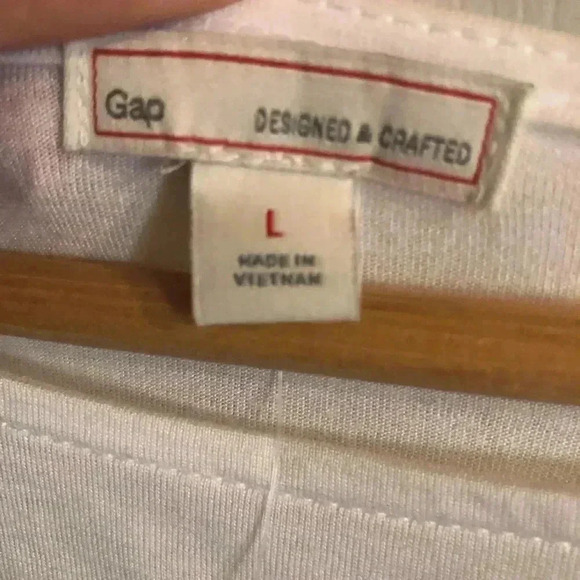 Gap DESIGNED & CRAFTED
L
MADE IN
VIETNAM